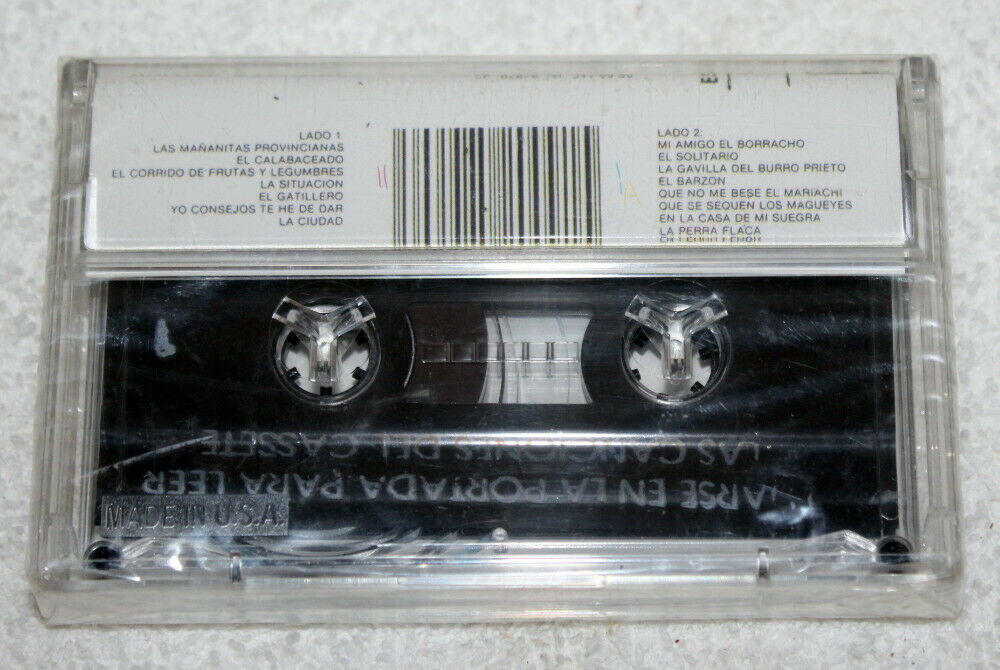 LADO 1
LAS MAÑANITAS PROVINCIANAS
EL CALABACEADO
EL CORRIDO DE FRUTAS Y LEGUMBRES
LA SITUACION
EL GATILLERO
YO CONSEJOS TE HE DE DAR
LA CIUDAD
LADO 2:
MI AMIGO EL BORRACHO
EL SOLITARIO
LA GAVILLA DEL BURRO PRIETO
EL BARZON
QUE NO ME BESE EL MARIACHI
QUE SE SEQUEN LOS MAGUEYES
EN LA CASA DE MI SUEGRA
LA PERRA FLACA
ARSE EN LA PORTADA PARA LEER
LAS CANCIONES DEL CASSETE
MADE IN U.S.A.